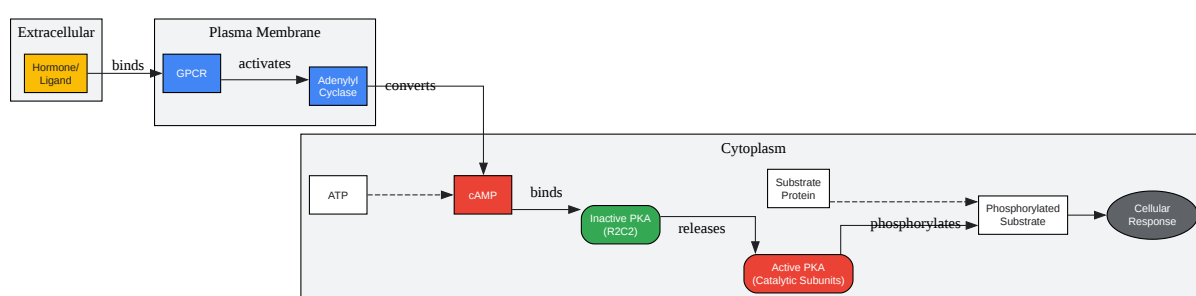 Extracellular
Hormone/
Ligand
binds
Plasma Membrane
GPCR
activates
Adenylyl
Cyclase
converts
Cytoplasm
ATP
cAMP
binds
Inactive PKA
(R2C2)
releases
Active PKA
(Catalytic Subunits)
Substrate
Protein
phosphorylates
Phosphorylated
Substrate
Cellular
Response